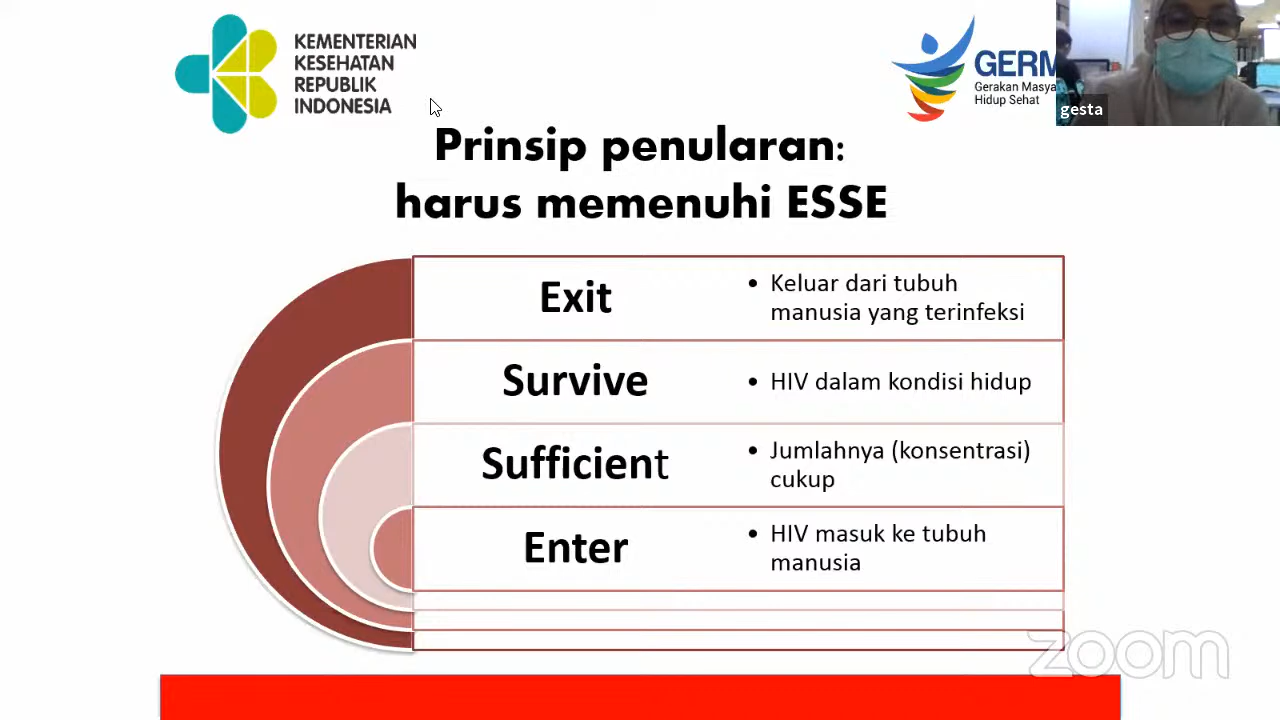 KEMENTERIAN
KESEHATAN
REPUBLIK
INDONESIA
GERM
Gerakan Masya
Hidup Sehat
gesta
Prinsip penularan:
harus memenuhi ESSE
Exit
• Keluar dari tubuh
manusia yang terinfeksi
Survive
• HIV dalam kondisi hidup
Sufficient
• Jumlahnya (konsentrasi)
cukup
Enter
• HIV masuk ke tubuh
manusia
zoom